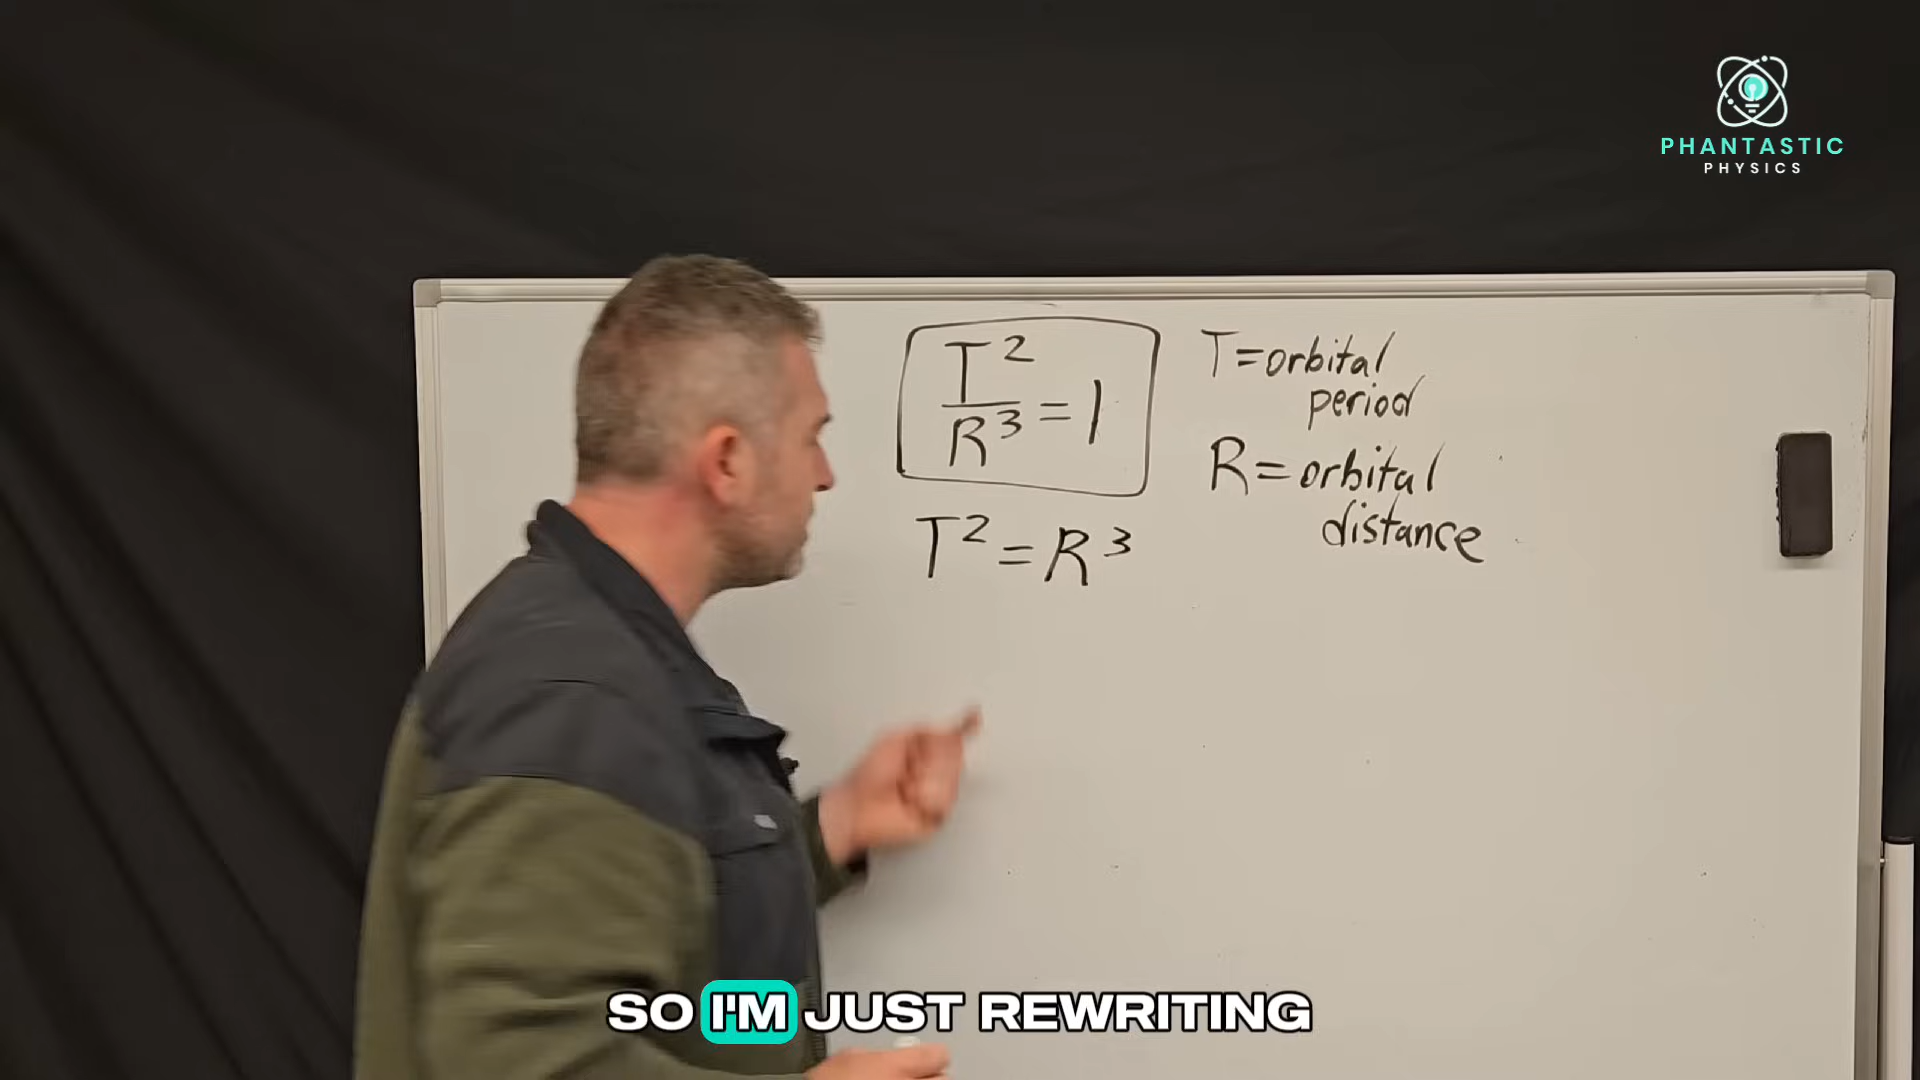 PHANTASTIC
PHYSICS
T²
R³ = 1
T = orbital
period
R = orbital
distance
T² = R³
SO I'M JUST REWRITING